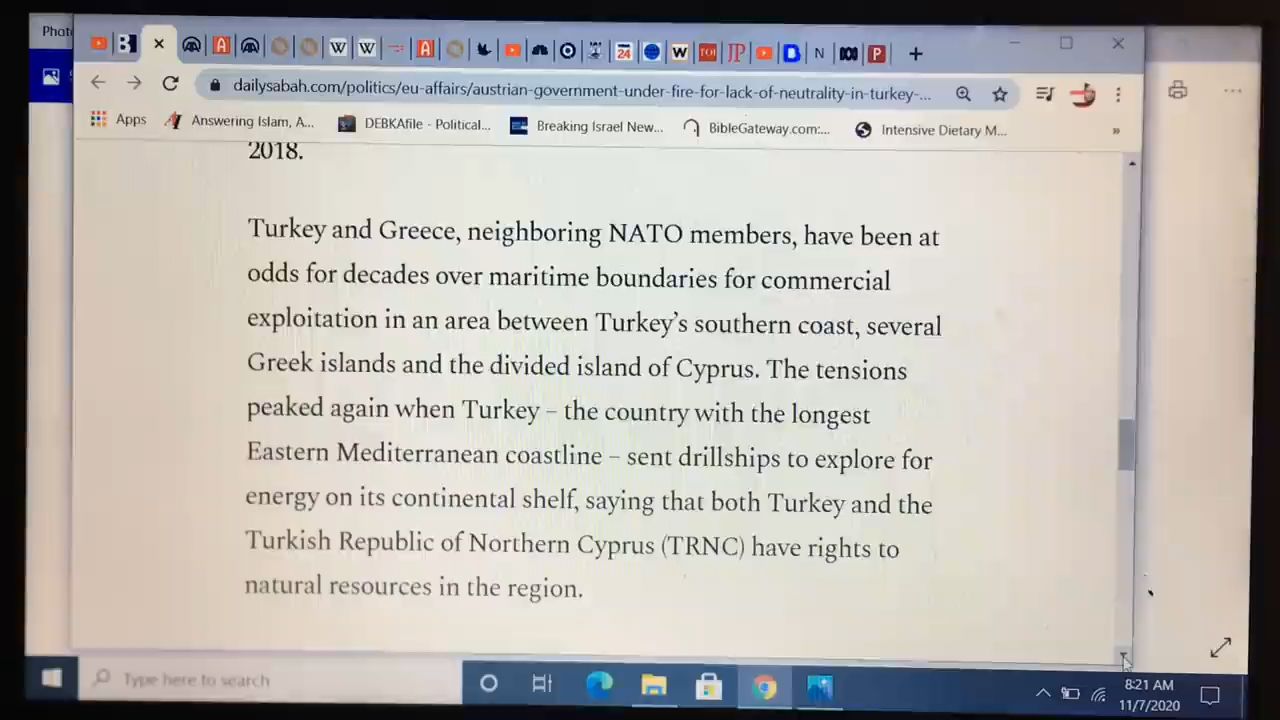 Phot
24
W
W
W
TOI
JP
N
P
dailysabah.com/politics/eu-affairs/austrian-government-under-fire-for-lack-of-neutrality-in-turkey-...
Apps
Answering Islam, A...
DEBKAfile - Political...
Breaking Israel New...
BibleGateway.com:...
Intensive Dietary M...
»
2018.
Turkey and Greece, neighboring NATO members, have been at
odds for decades over maritime boundaries for commercial
exploitation in an area between Turkey’s southern coast, several
Greek islands and the divided island of Cyprus. The tensions
peaked again when Turkey – the country with the longest
Eastern Mediterranean coastline – sent drillships to explore for
energy on its continental shelf, saying that both Turkey and the
Turkish Republic of Northern Cyprus (TRNC) have rights to
natural resources in the region.
Type here to search
8:21 AM
11/7/2020